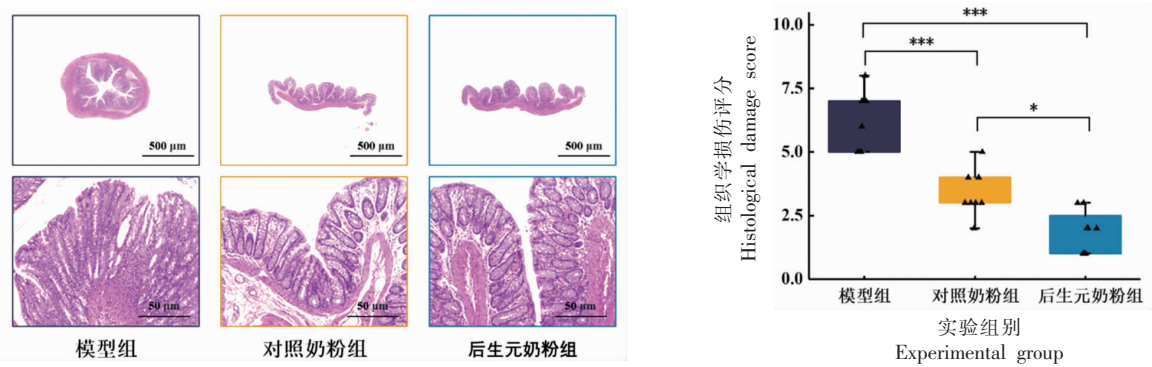 500 μm
500 μm
500 μm
50 μm
50 μm
50 μm
模型组
对照奶粉组
后生元奶粉组
组织学损伤评分
Histological damage score
10.0
7.5
5.0
2.5
0.0
***
***
*
模型组
对照奶粉组
后生元奶粉组
实验组别
Experimental group